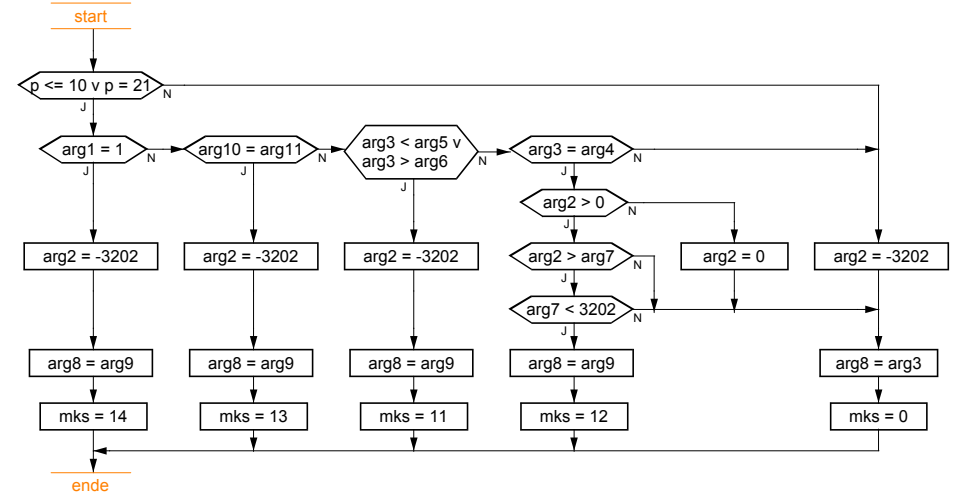 start
p <= 10 v p = 21
N
J
arg1 = 1
N
J
arg10 = arg11
N
J
arg3 < arg5 v
arg3 > arg6
N
J
arg3 = arg4
N
J
arg2 > 0
N
J
arg2 = -3202
arg2 = -3202
arg2 = -3202
arg2 > arg7
N
J
arg2 = 0
arg2 = -3202
arg7 < 3202
N
J
arg8 = arg9
arg8 = arg9
arg8 = arg9
arg8 = arg9
arg8 = arg3
mks = 14
mks = 13
mks = 11
mks = 12
mks = 0
ende